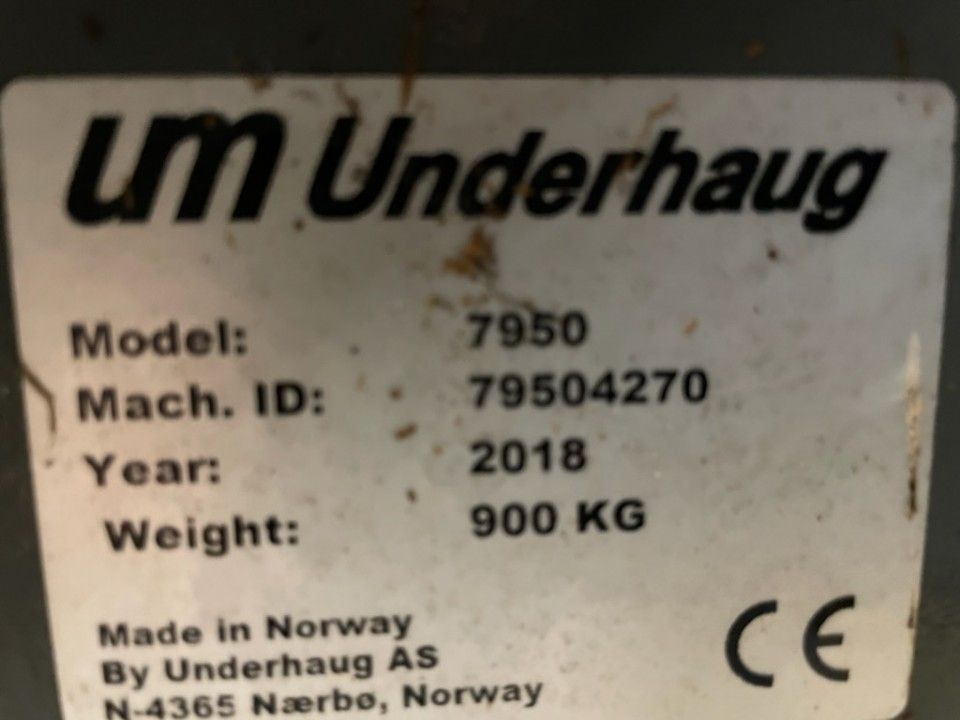 um Underhaug
Model: 7950
Mach. ID: 79504270
Year: 2018
Weight: 900 KG
Made in Norway
By Underhaug AS
N-4365 Nærbø, Norway
CE